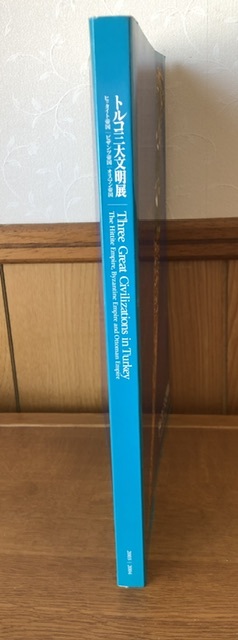 トルコ三大文明展
ヒッタイト帝国 ビザンツ帝国 オスマン帝国
Three Great Civilizations in Turkey
The Hittite Empire, Byzantine Empire and Ottoman Empire
2003 | 2004